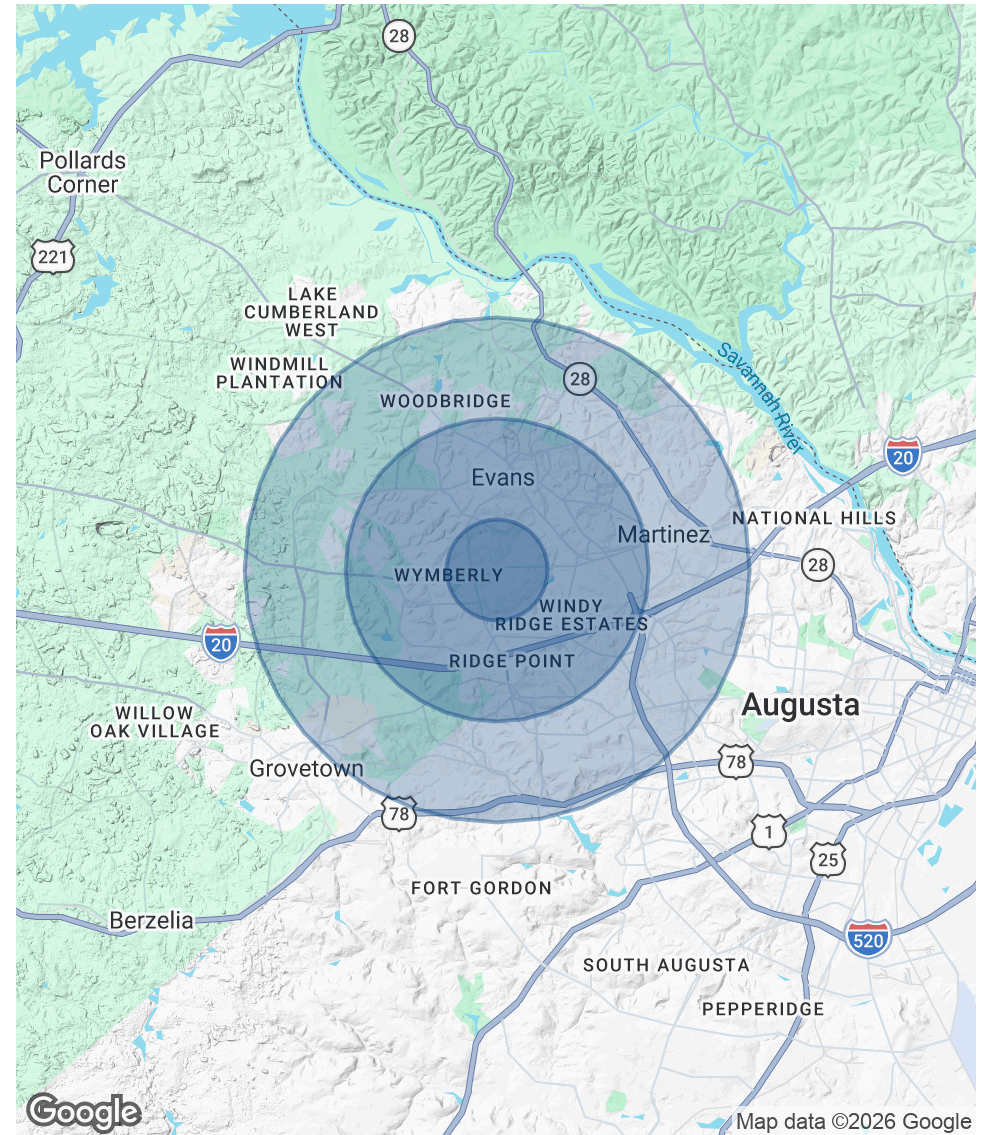 28
Pollards
Corner
221
LAKE
CUMBERLAND
WEST
WINDMILL
PLANTATION
28
WOODBRIDGE
Savannah River
20
Evans
NATIONAL HILLS
Martinez
28
WYMBERLY
WINDY
RIDGE ESTATES
20
RIDGE POINT
Augusta
WILLOW
OAK VILLAGE
Grovetown
78
78
1
25
FORT GORDON
Berzelia
520
SOUTH AUGUSTA
PEPPERIDGE
Google
Map data ©2026 Google